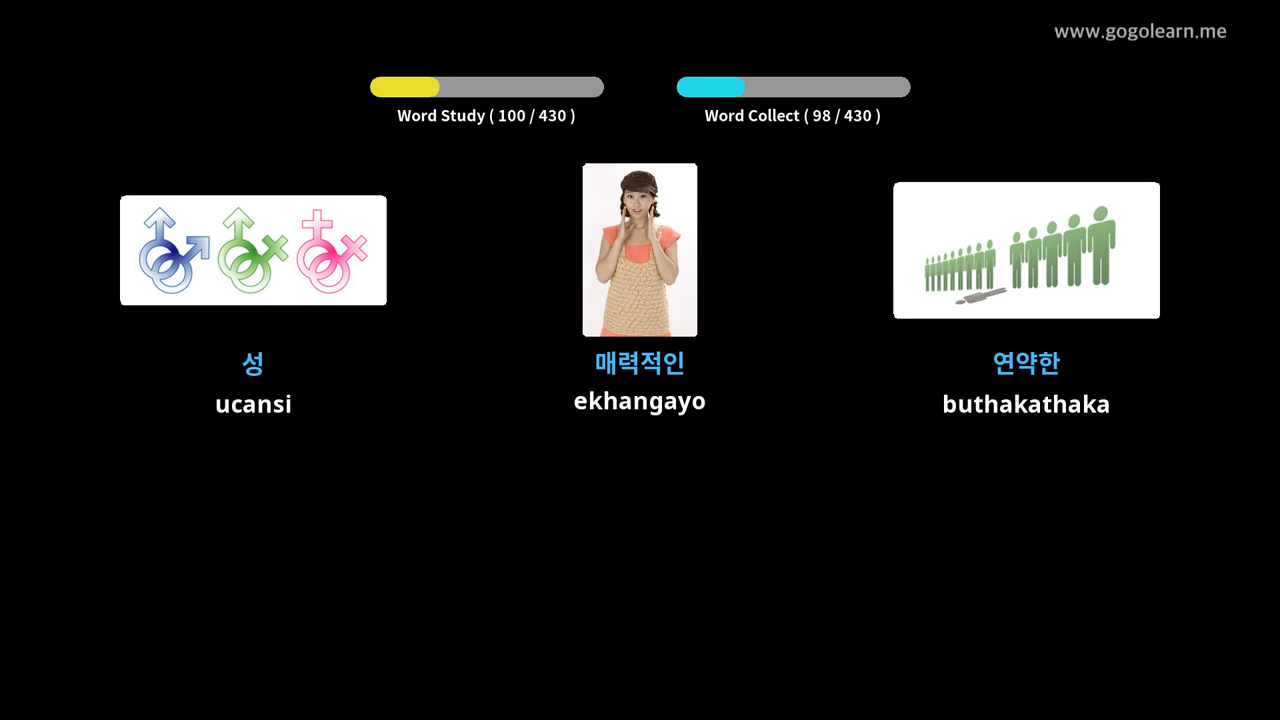 www.gogolearn.me
Word Study ( 100 / 430 )
Word Collect ( 98 / 430 )
성
ucansi
매력적인
ekhangayo
연약한
buthakathaka